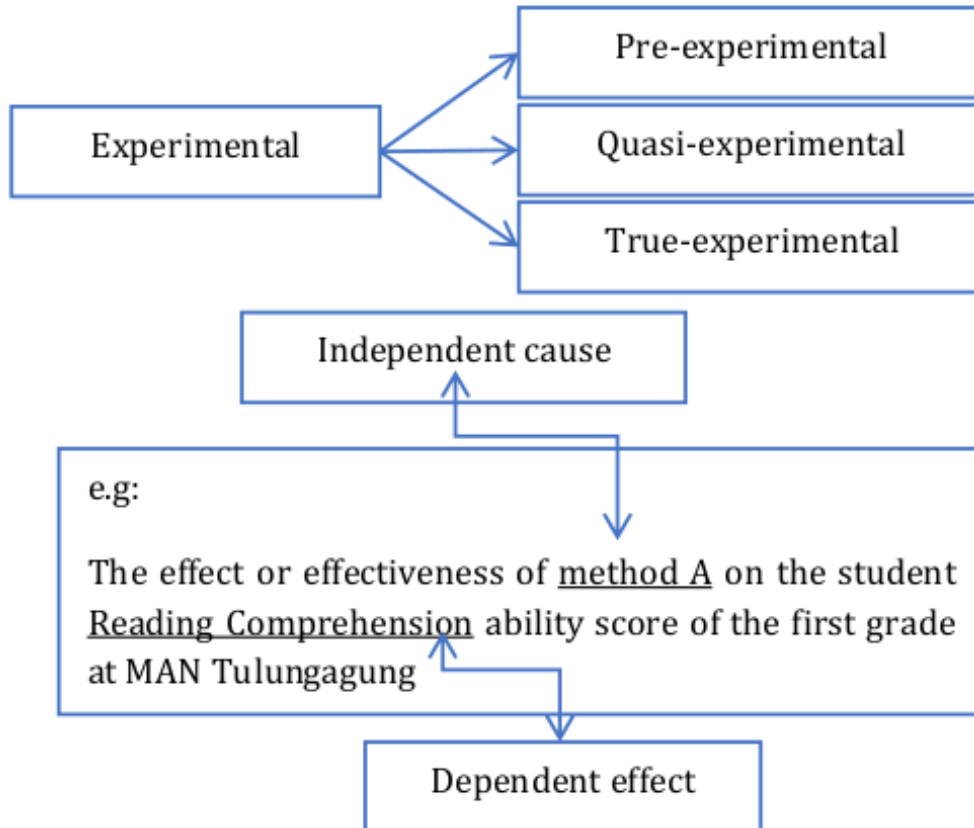 Pre-experimental
Experimental
Quasi-experimental
True-experimental
Independent cause
e.g:
The effect or effectiveness of method A on the student
Reading Comprehension ability score of the first grade
at MAN Tulungagung
Dependent effect